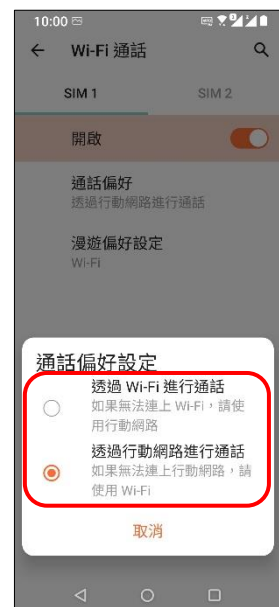 10:00
Wi-Fi 通話
SIM 1
SIM 2
開啟
通話偏好
透過行動網路進行通話
漫遊偏好設定
Wi-Fi
通話偏好設定
透過 Wi-Fi 進行通話
如果無法連上 Wi-Fi，請使
用行動網路
透過行動網路進行通話
如果無法連上行動網路，請
使用 Wi-Fi
取消